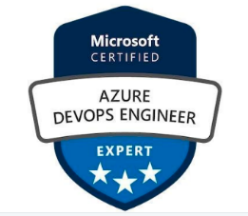 Microsoft
CERTIFIED
AZURE
DEVOPS ENGINEER
EXPERT